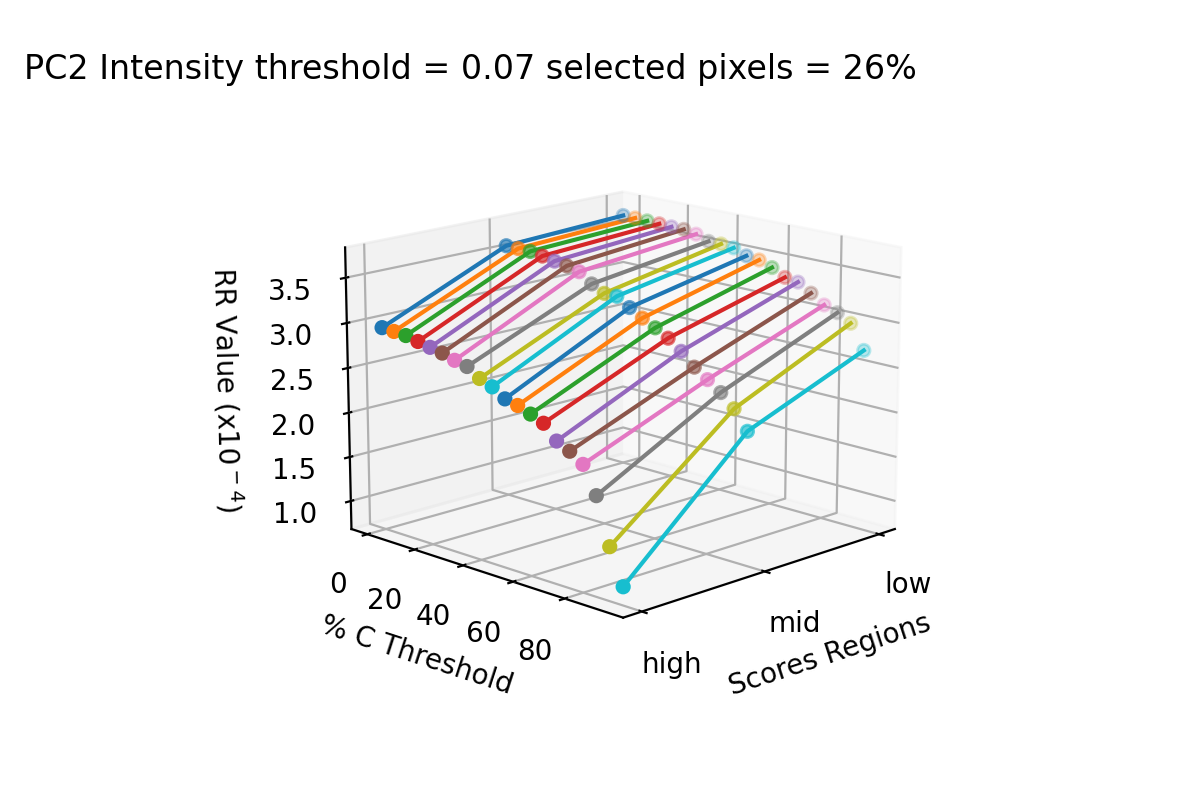 PC2 Intensity threshold = 0.07 selected pixels = 26%
RR Value (x10⁻⁴)
3.5
3.0
2.5
2.0
1.5
1.0
0
20
40
60
80
% C Threshold
high
mid
low
Scores Regions